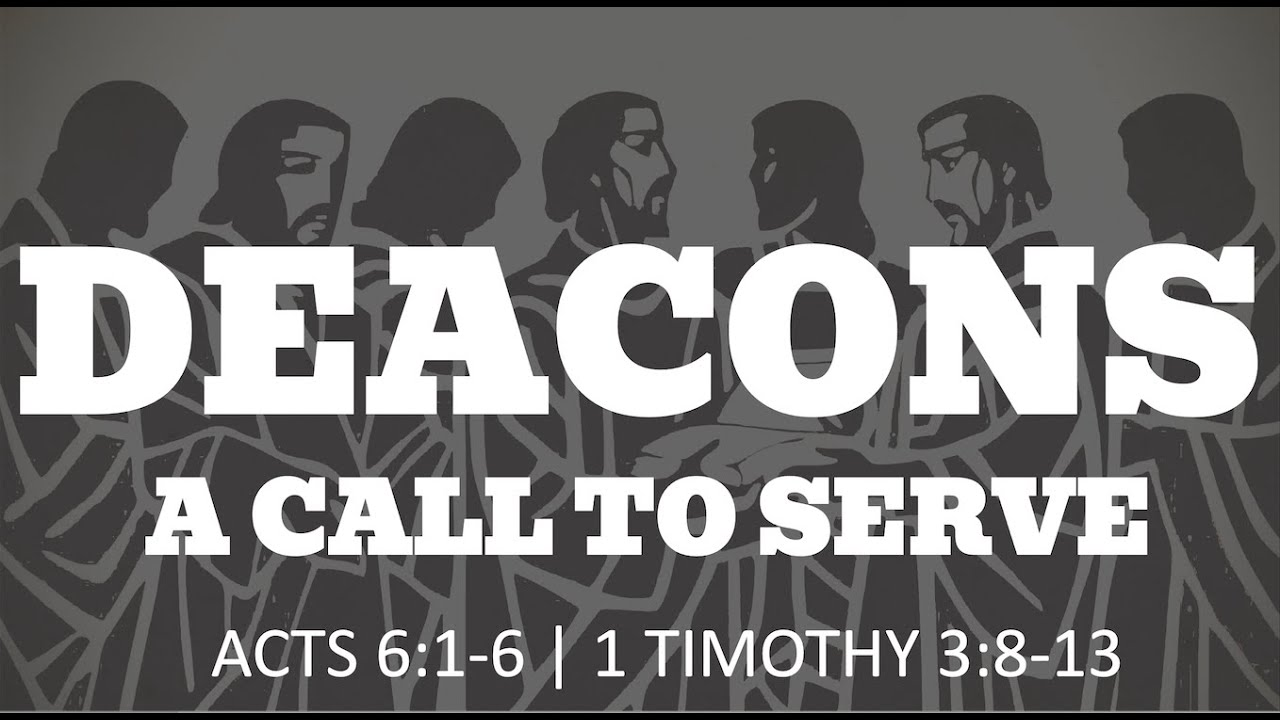 DEACONS
A CALL TO SERVE
ACTS 6:1-6 | 1 TIMOTHY 3:8-13